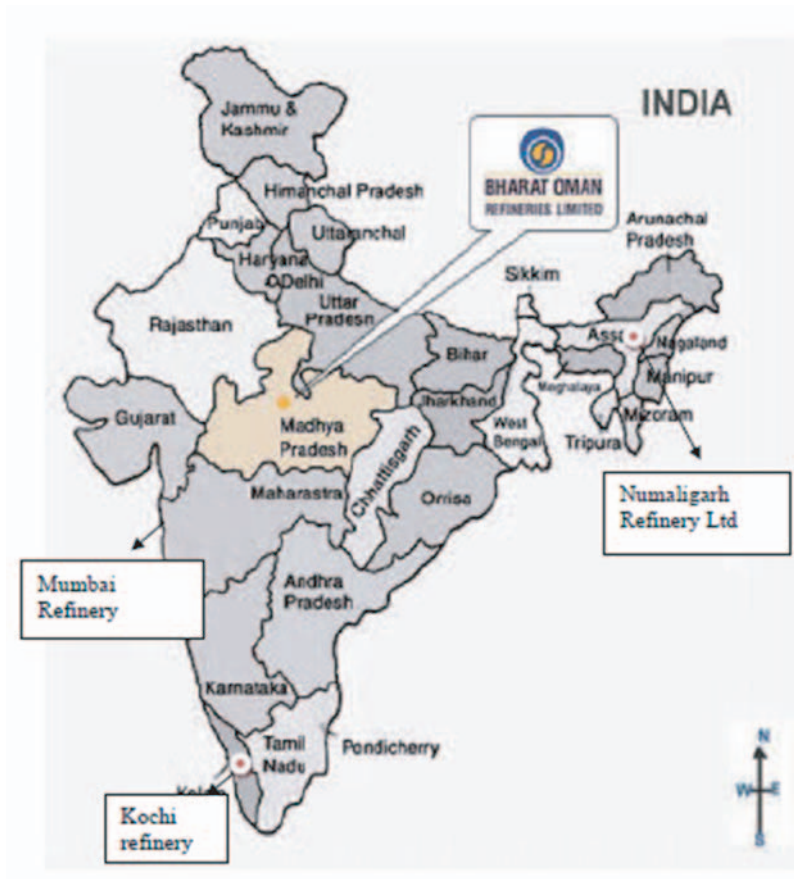 INDIA
Jammu &
Kashmir
BHARAT OMAN
REFINERIES LIMITED
Himanchal Pradesh
Punjab
Uttaranchal
Arunachal
Pradesh
Haryana
Delhi
Sikkim
Uttar
Pradesh
Rajasthan
Nagaland
Bihar
Meghalaya
Manipur
Jharkhand
Gujarat
Mizoram
Madhya
Pradesh
West
Bengal
Tripura
Chhattisgarh
Maharastra
Orrisa
Numaligarh
Refinery Ltd
Mumbai
Refinery
Andhra
Pradesh
Karnataka
Tamil
Nadu
Pondicherry
Kochi
refinery
N
W
E
S